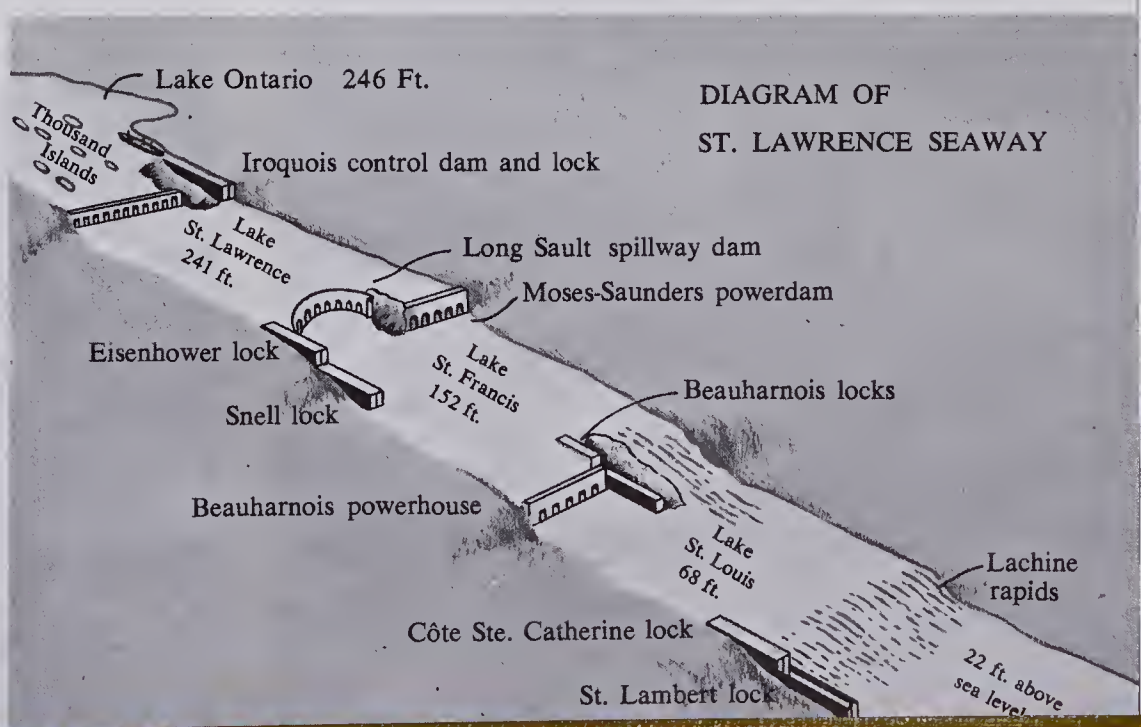 Lake Ontario 246 Ft.
DIAGRAM OF
ST. LAWRENCE SEAWAY
Thousand
Islands
Iroquois control dam and lock
Lake
St. Lawrence
241 ft.
Long Sault spillway dam
Moses-Saunders powerdam
Eisenhower lock
Snell lock
Lake
St. Francis
152 ft.
Beauharnois locks
Beauharnois powerhouse
Lake
St. Louis
68 ft.
Lachine
rapids
Côte Ste. Catherine lock
St. Lambert lock
22 ft. above
sea level